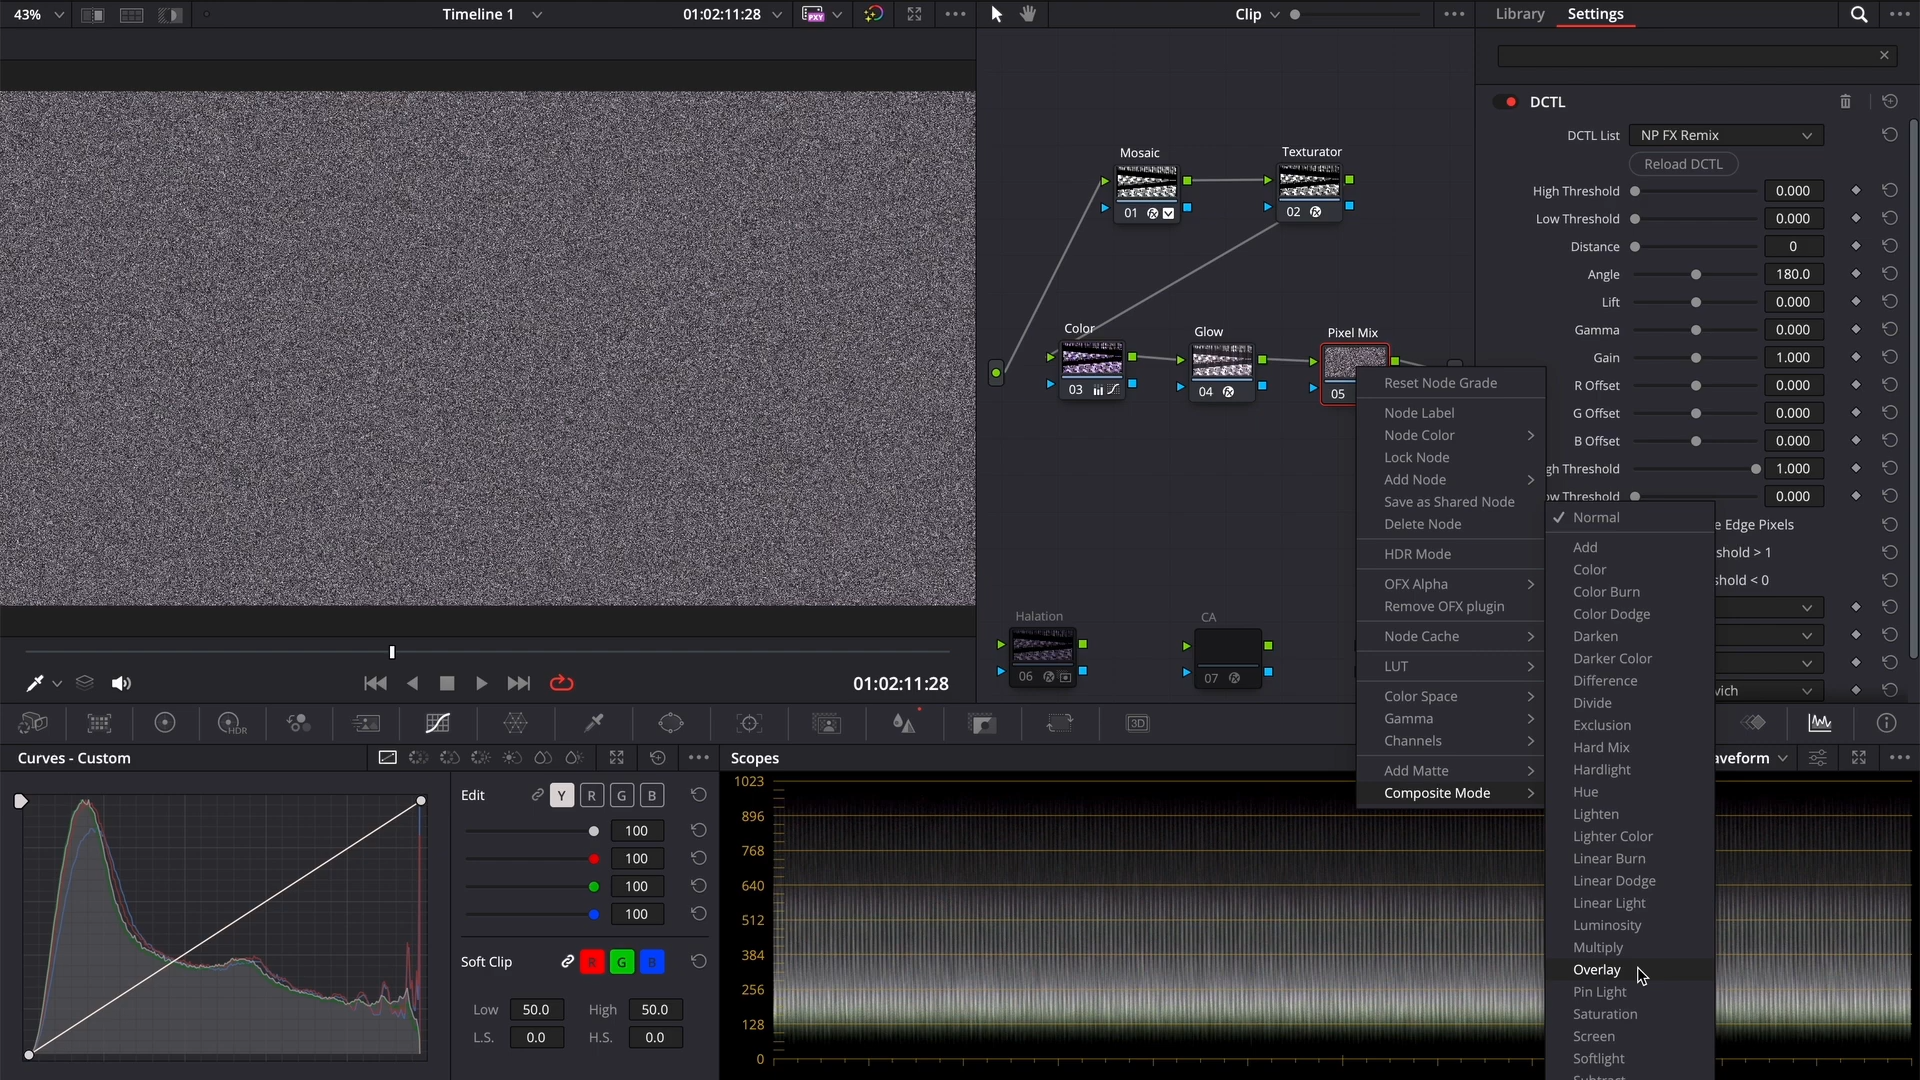 43%
Timeline 1
01:02:11:28
PXY
Clip
Library
Settings
DCTL
DCTL List
NP FX Remix
Reload DCTL
High Threshold 0.000
Low Threshold 0.000
Distance 0
Angle 180.0
Lift 0.000
Gamma 0.000
Gain 1.000
R Offset 0.000
G Offset 0.000
B Offset 0.000
gh Threshold 1.000
ow Threshold 0.000
e Edge Pixels
shold > 1
shold < 0
vich
Mosaic
01
Texturator
02
Color
03
Glow
04
Pixel Mix
05
Halation
06
CA
07
Reset Node Grade
Node Label
Node Color
Lock Node
Add Node
Save as Shared Node
Delete Node
HDR Mode
OFX Alpha
Remove OFX plugin
Node Cache
LUT
Color Space
Gamma
Channels
Add Matte
Composite Mode
Normal
Add
Color
Color Burn
Color Dodge
Darken
Darker Color
Difference
Divide
Exclusion
Hard Mix
Hardlight
Hue
Lighten
Lighter Color
Linear Burn
Linear Dodge
Linear Light
Luminosity
Multiply
Overlay
Pin Light
Saturation
Screen
Softlight
01:02:11:28
HDR
3D
Curves - Custom
Edit
Y R G B
100
100
100
100
Soft Clip
R G B
Low 50.0 High 50.0
L.S. 0.0 H.S. 0.0
Scopes
aveform
1023
896
768
640
512
384
256
128
0